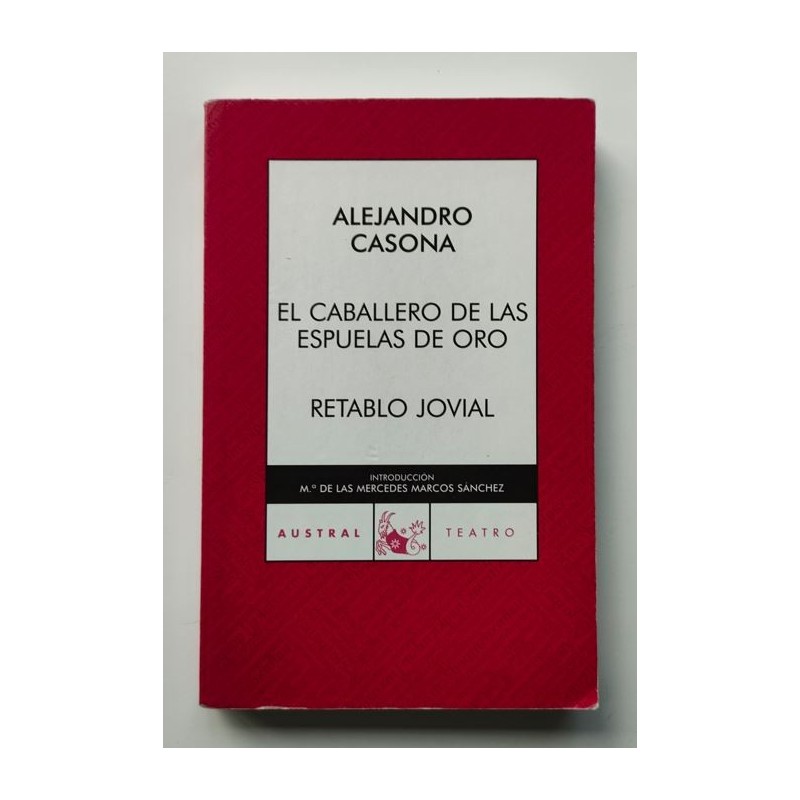 ALEJANDRO
CASONA
EL CABALLERO DE LAS
ESPUELAS DE ORO
RETABLO JOVIAL
INTRODUCCIÓN
M.ª DE LAS MERCEDES MARCOS SÁNCHEZ
AUSTRAL TEATRO